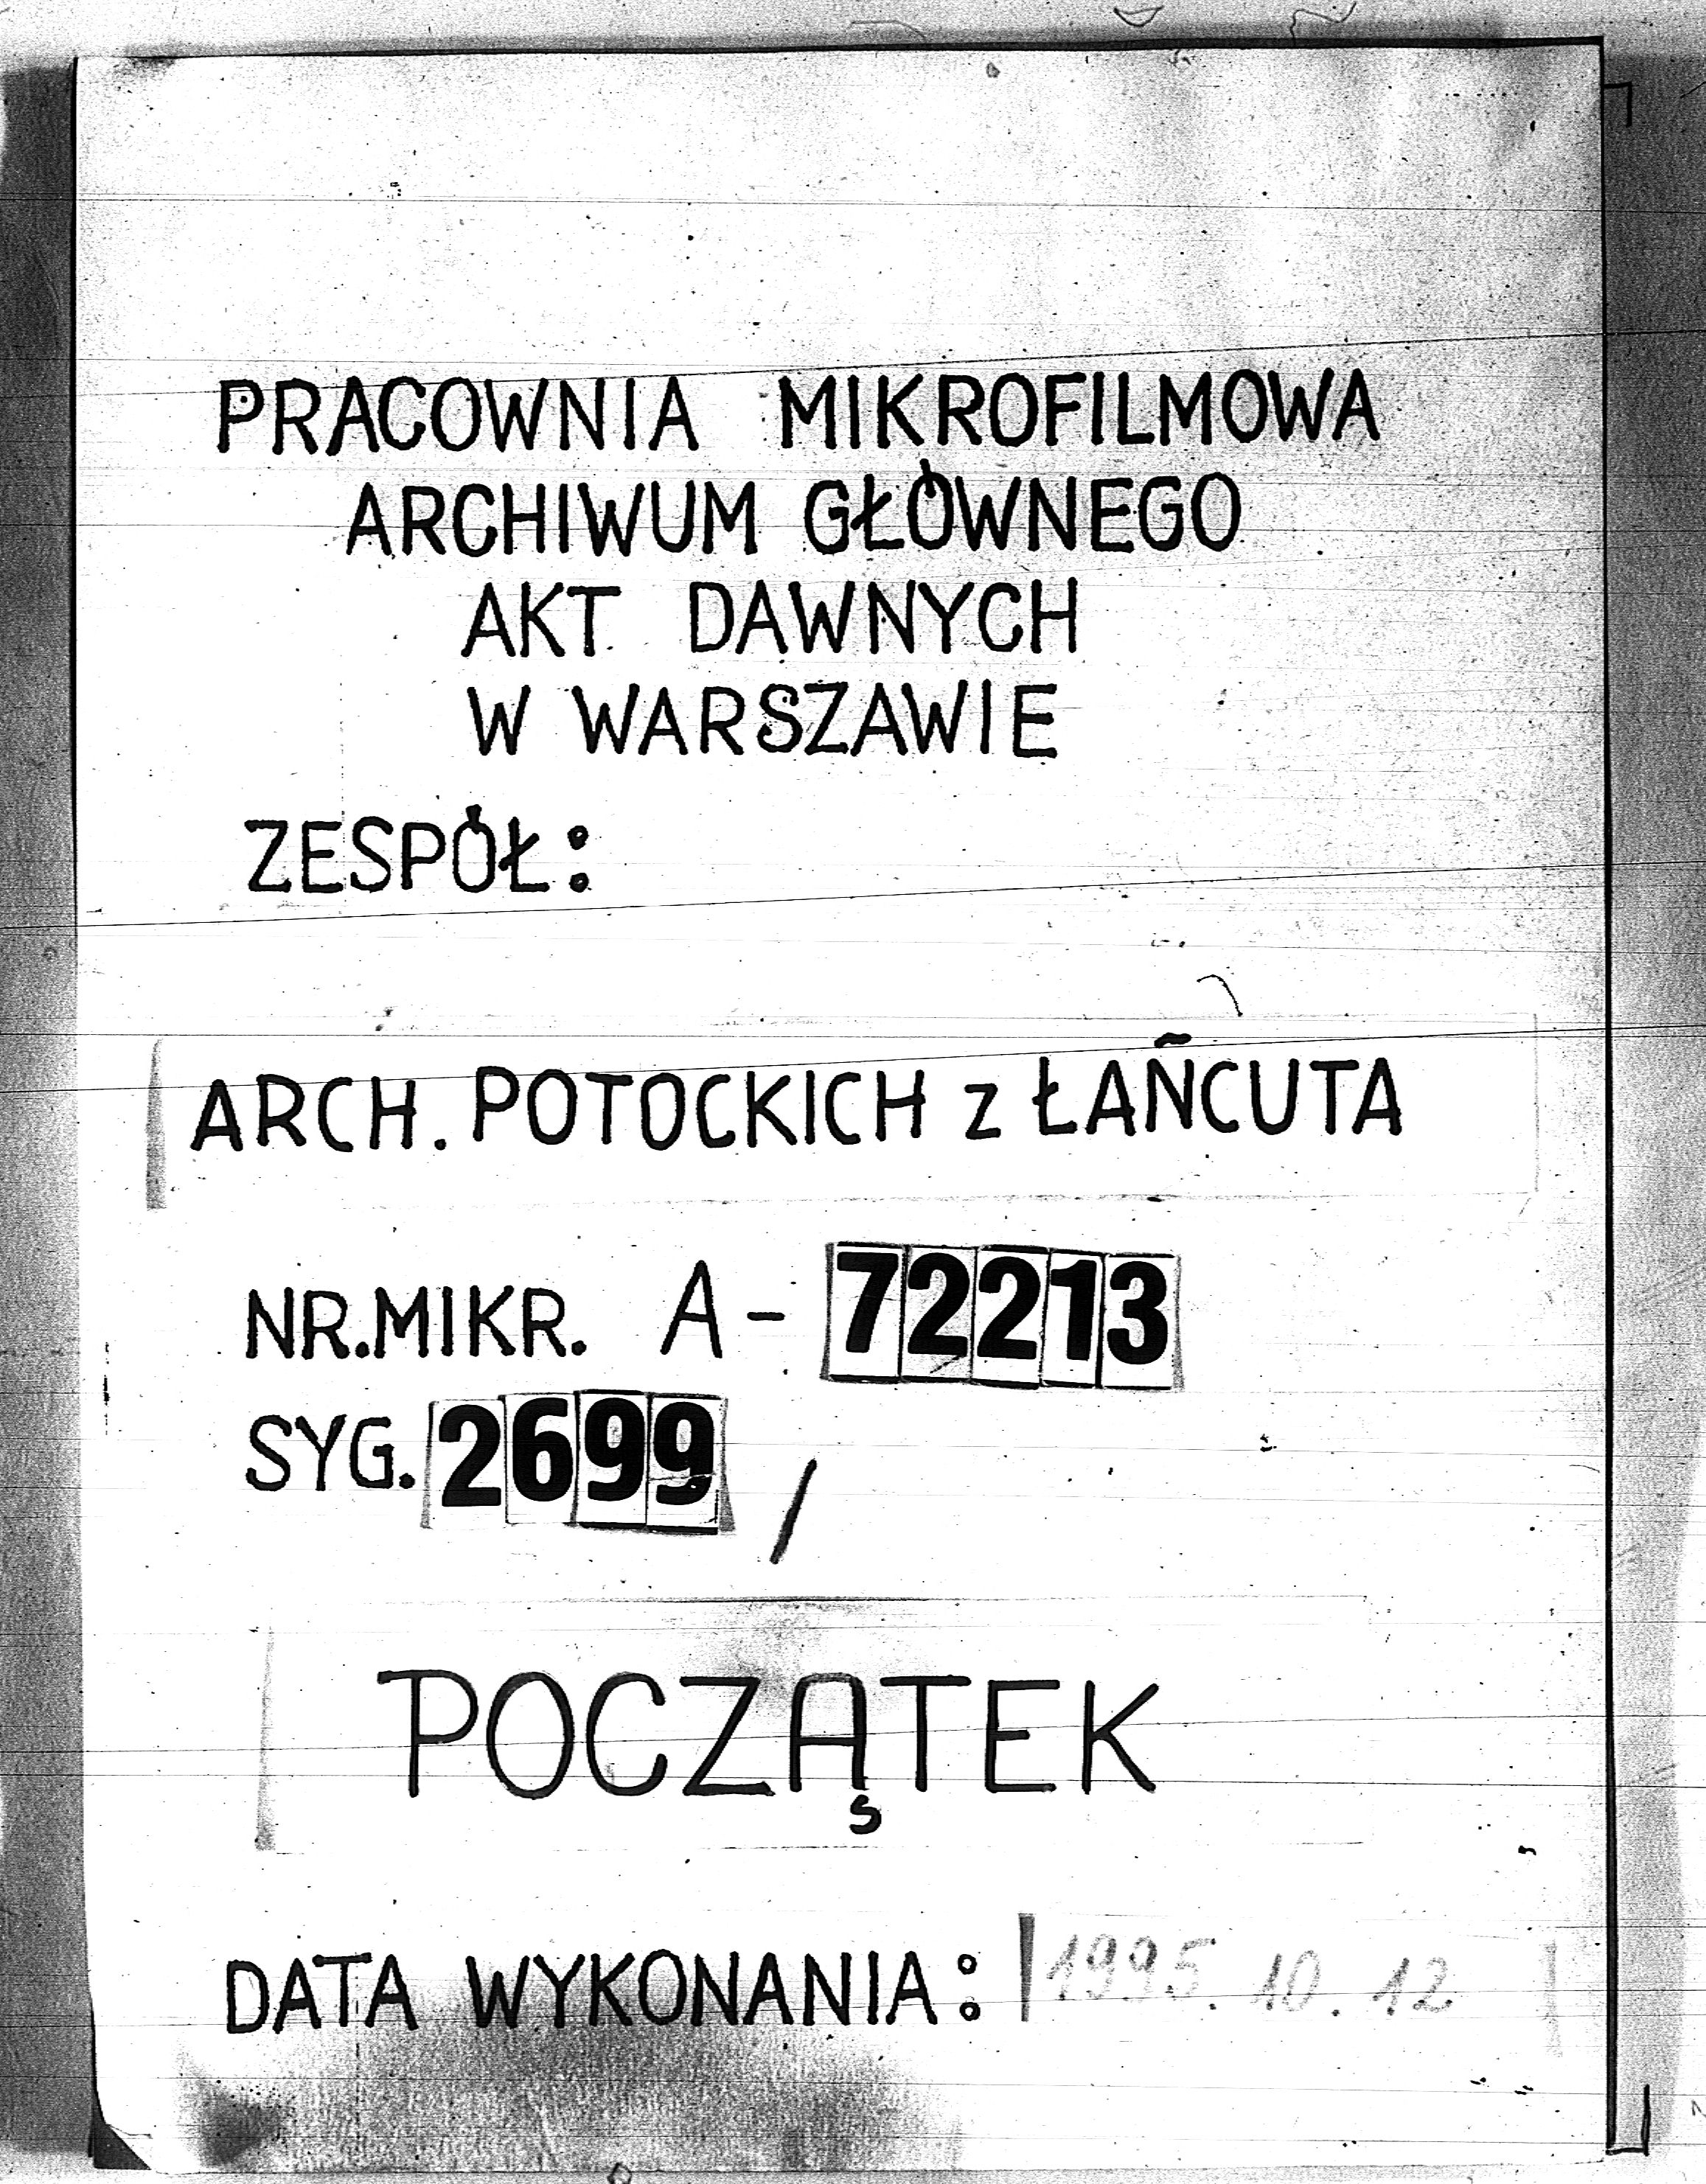 PRACOWNIA MIKROFILMOWA
ARCHIWUM GŁÓWNEGO
AKT DAWNYCH
W WARSZAWIE
ZESPÓŁ:
ARCH. POTOCKICH z ŁAŃCUTA
NR.MIKR. A-72213
SYG. 2699 /
POCZĄTEK
DATA WYKONANIA: 1995.10.12